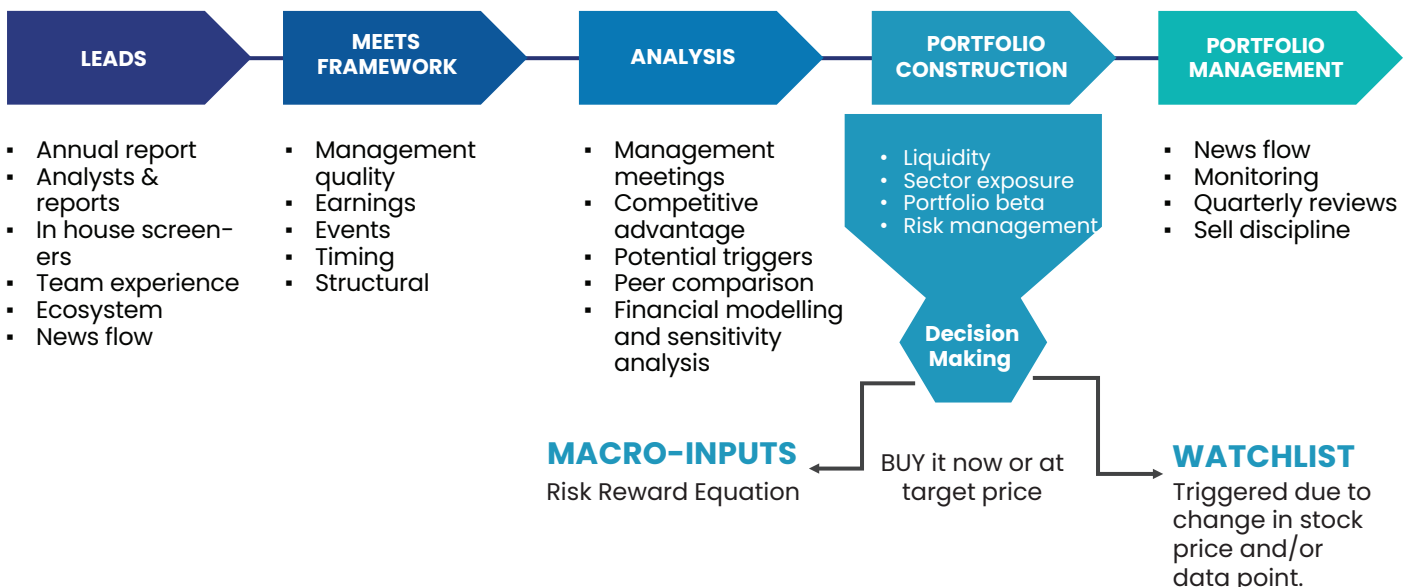 LEADS
MEETS
FRAMEWORK
ANALYSIS
PORTFOLIO
CONSTRUCTION
PORTFOLIO
MANAGEMENT
▪ Annual report
▪ Analysts &
reports
▪ In house screen-
ers
▪ Team experience
▪ Ecosystem
▪ News flow
▪ Management
quality
▪ Earnings
▪ Events
▪ Timing
▪ Structural
▪ Management
meetings
▪ Competitive
advantage
▪ Potential triggers
▪ Peer comparison
▪ Financial modelling
and sensitivity
analysis
• Liquidity
• Sector exposure
• Portfolio beta
• Risk management
▪ News flow
▪ Monitoring
▪ Quarterly reviews
▪ Sell discipline
Decision
Making
MACRO-INPUTS
Risk Reward Equation
BUY it now or at
target price
WATCHLIST
Triggered due to
change in stock
price and/or
data point.